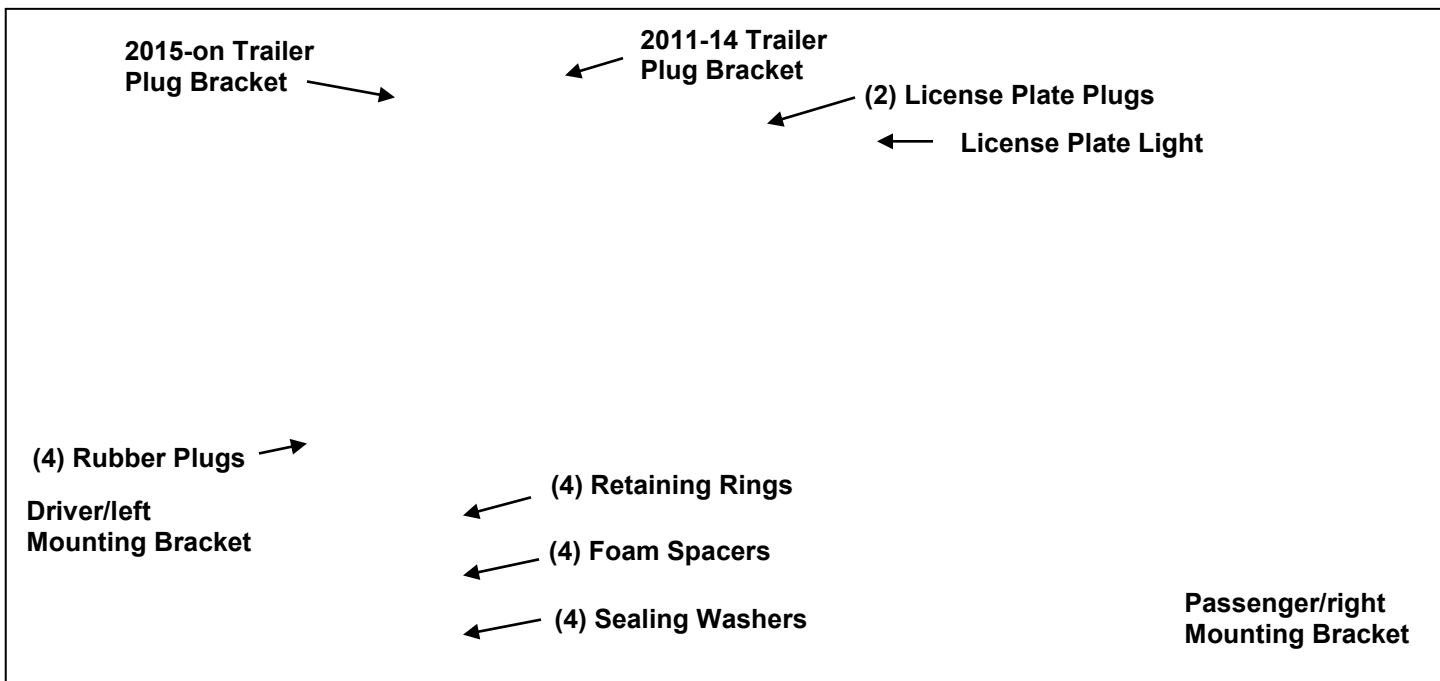 2015-on Trailer
Plug Bracket
2011-14 Trailer
Plug Bracket
(2) License Plate Plugs
License Plate Light
(4) Rubber Plugs
Driver/left
Mounting Bracket
(4) Retaining Rings
(4) Foam Spacers
(4) Sealing Washers
Passenger/right
Mounting Bracket